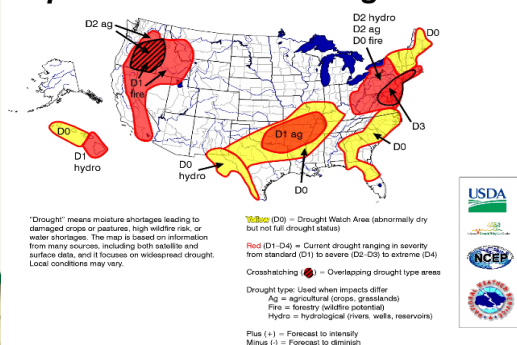 D2 ag
D2 hydro
D2 ag
D0 fire
D0
D1
fire
D3
D0
D1 ag
D0
D0
hydro
D1
hydro
D0
"Drought" means moisture shortages leading to
damaged crops or pastures, high wildfire risk, or
water shortages. The map is based on information
from many sources, including both satellite and
surface data, and it focuses on widespread drought.
Local conditions may vary.
Yellow (D0) = Drought Watch Area (abnormally dry
but not full drought status)
Red (D1-D4) = Current drought ranging in severity
from standard (D1) to severe (D2-D3) to extreme (D4)
Crosshatching ( ) = Overlapping drought type areas
Drought type: Used when impacts differ
Ag = agricultural (crops, grasslands)
Fire = forestry (wildfire potential)
Hydro = hydrological (rivers, wells, reservoirs)
Plus (+) = Forecast to intensify
Minus (-) = Forecast to diminish
USDA
NCEP